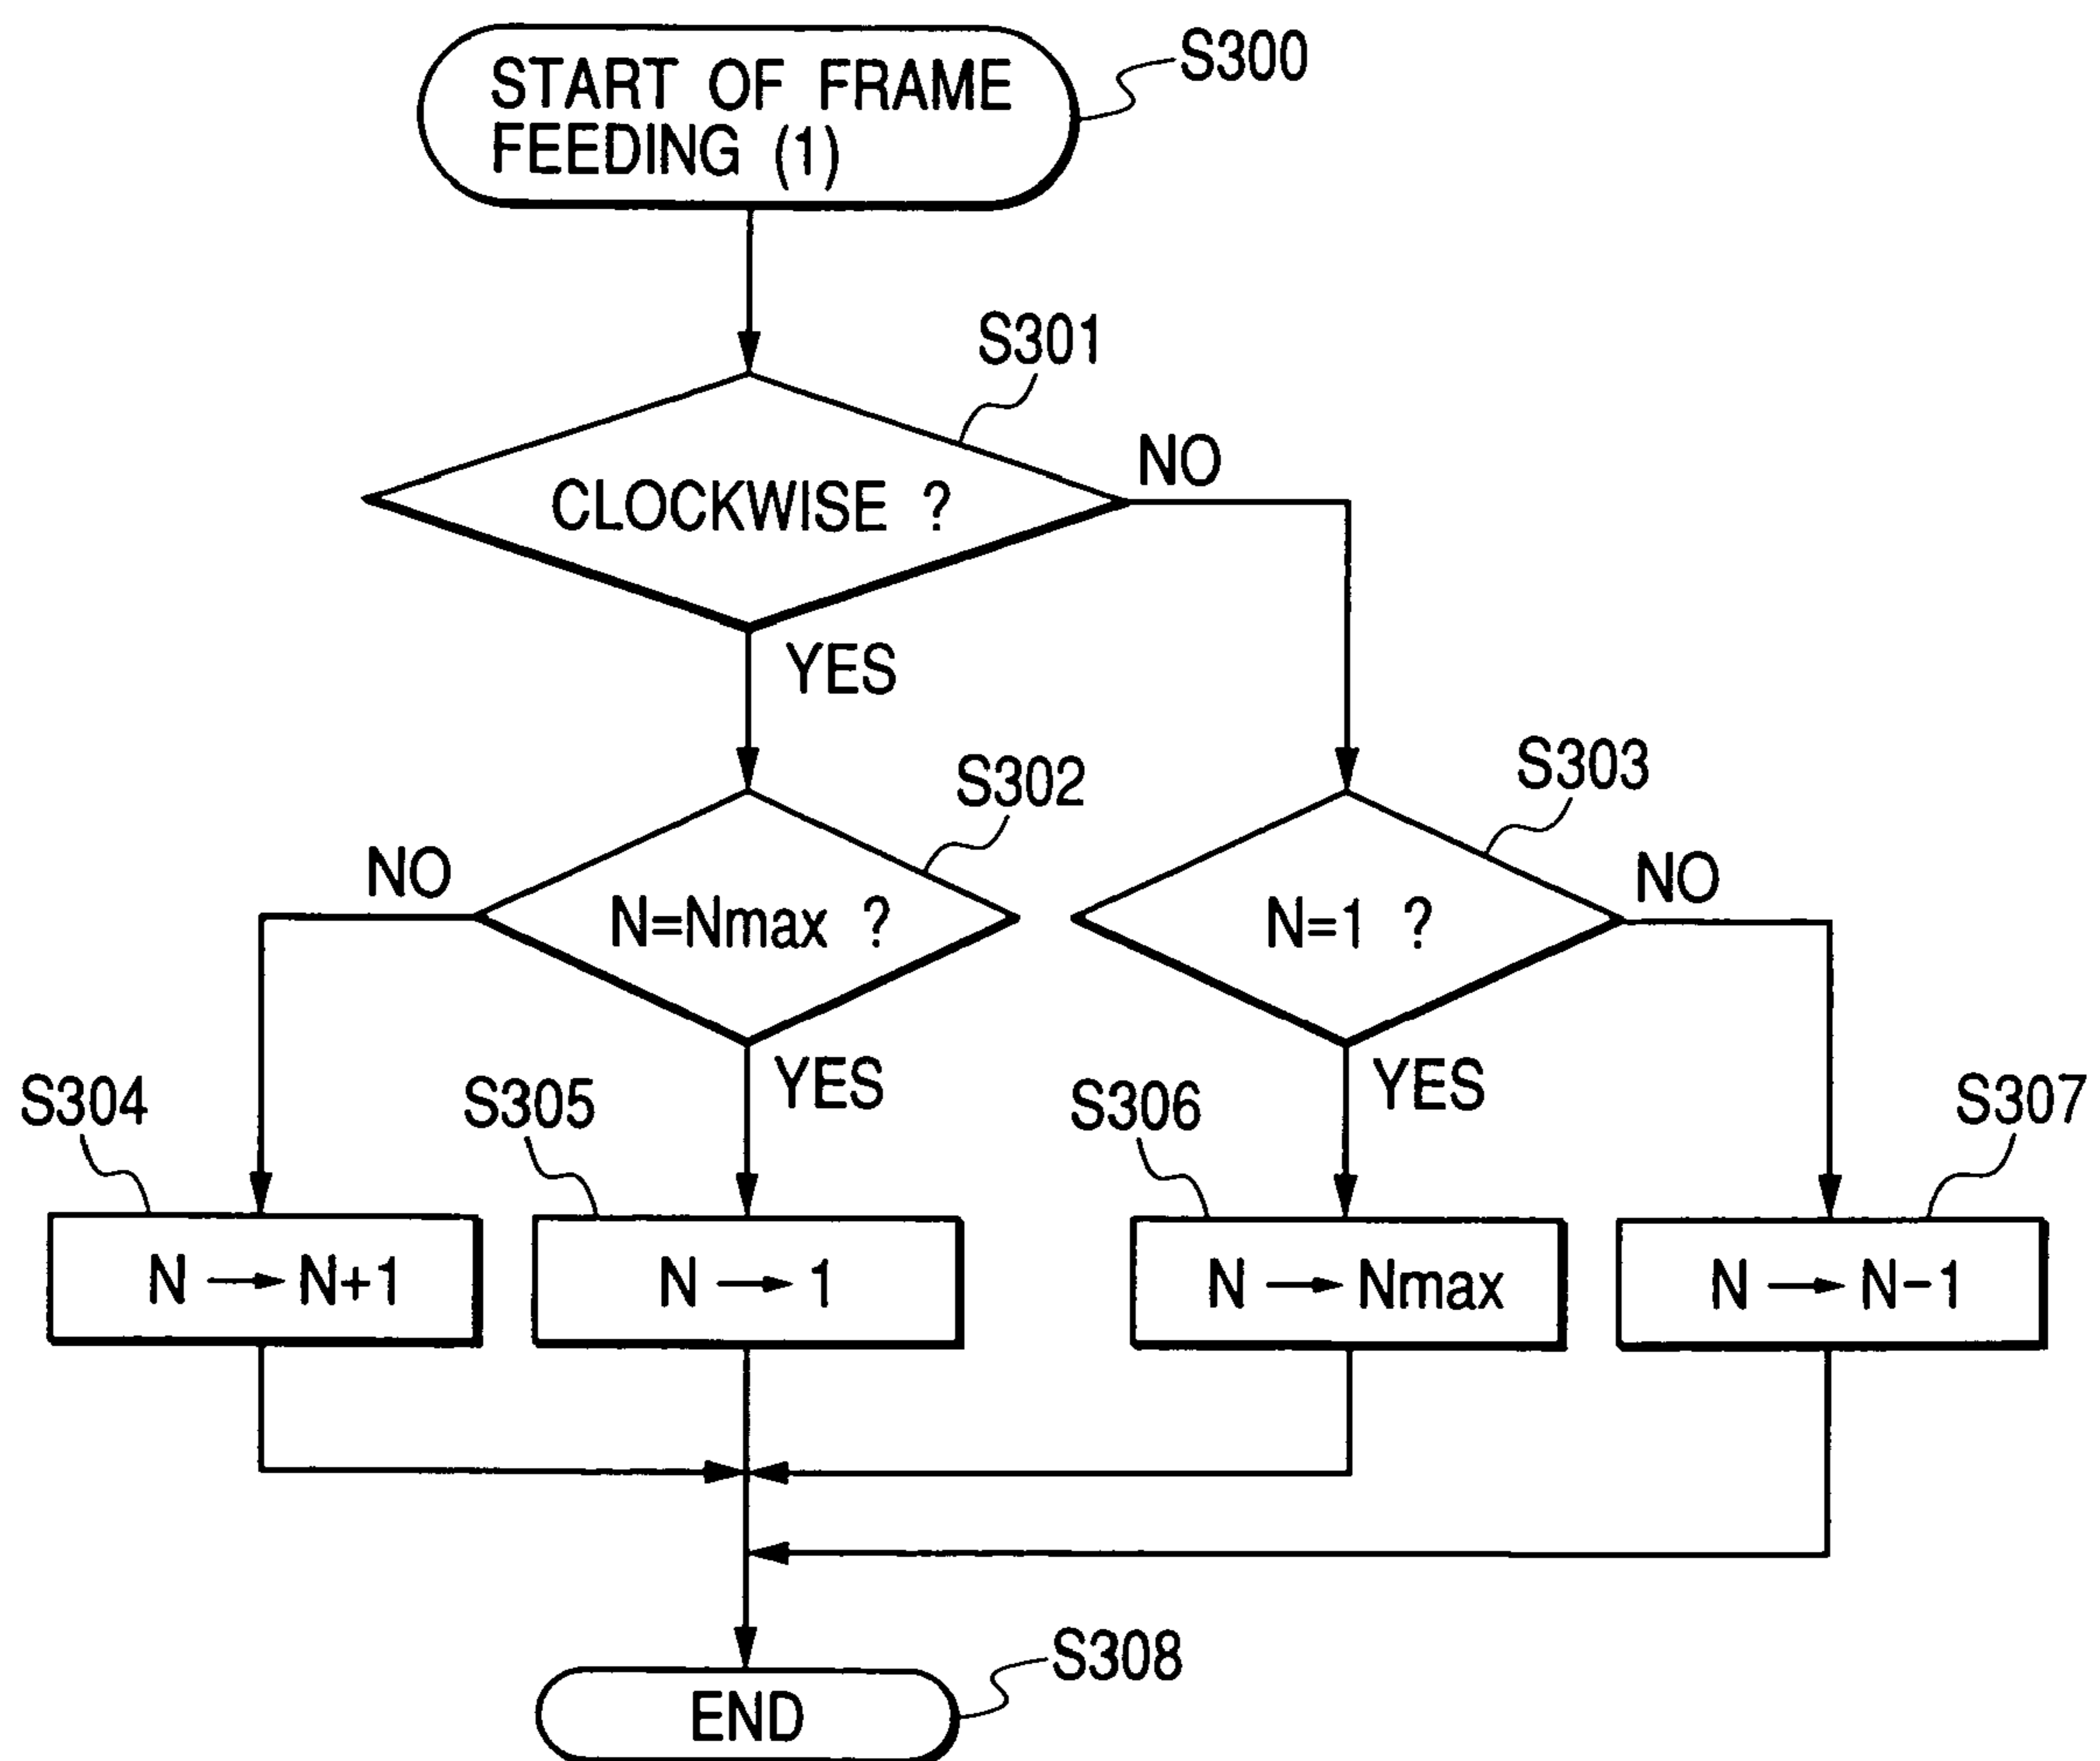 START OF FRAME
FEEDING (1)
S300
S301
CLOCKWISE ?
NO
YES
S302
S303
NO
N=Nmax ?
N=1 ?
NO
YES
YES
S304
S305
S306
S307
N → N+1
N → 1
N → Nmax
N → N-1
S308
END